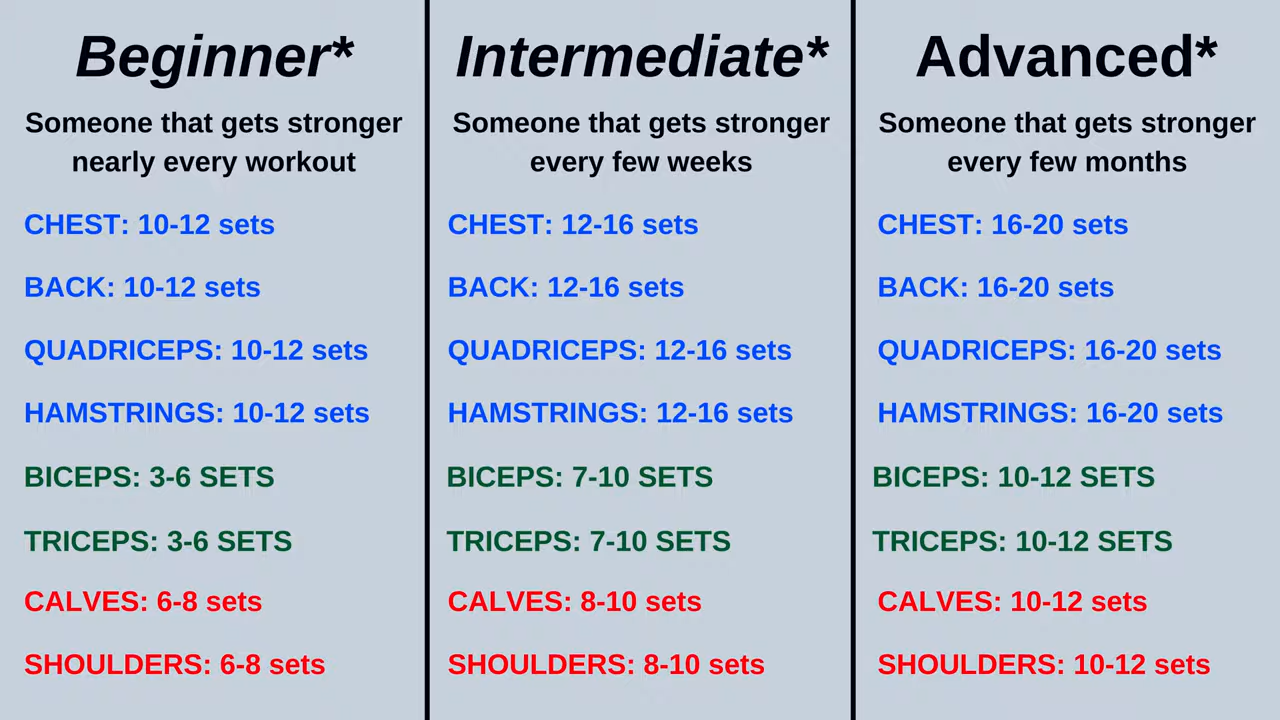 Beginner*
Someone that gets stronger
nearly every workout
CHEST: 10-12 sets
BACK: 10-12 sets
QUADRICEPS: 10-12 sets
HAMSTRINGS: 10-12 sets
BICEPS: 3-6 SETS
TRICEPS: 3-6 SETS
CALVES: 6-8 sets
SHOULDERS: 6-8 sets
Intermediate*
Someone that gets stronger
every few weeks
CHEST: 12-16 sets
BACK: 12-16 sets
QUADRICEPS: 12-16 sets
HAMSTRINGS: 12-16 sets
BICEPS: 7-10 SETS
TRICEPS: 7-10 SETS
CALVES: 8-10 sets
SHOULDERS: 8-10 sets
Advanced*
Someone that gets stronger
every few months
CHEST: 16-20 sets
BACK: 16-20 sets
QUADRICEPS: 16-20 sets
HAMSTRINGS: 16-20 sets
BICEPS: 10-12 SETS
TRICEPS: 10-12 SETS
CALVES: 10-12 sets
SHOULDERS: 10-12 sets